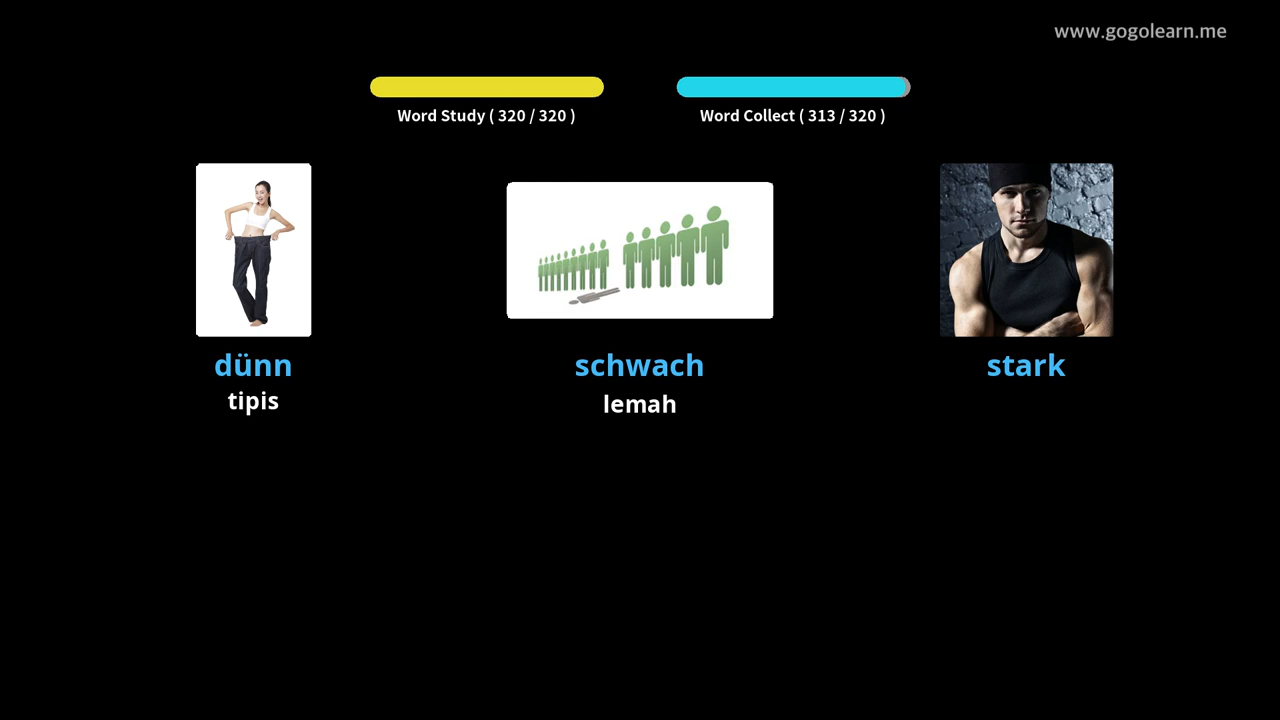 www.gogolearn.me
Word Study ( 320 / 320 )
Word Collect ( 313 / 320 )
dünn
schwach
stark
tipis
lemah